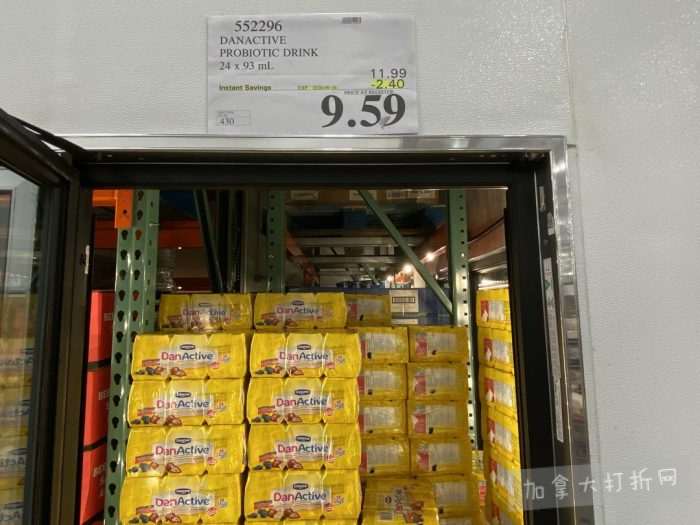 552296
DANACTIVE
PROBIOTIC DRINK
24 x 93 mL
11.99
Instant Savings
-2.40
9.59
.430
DanActive
DanActive
DanActive
DanActive
DanActive
DanActive
DanActive
DanActive
DanActive
DanActive
加拿大打折网